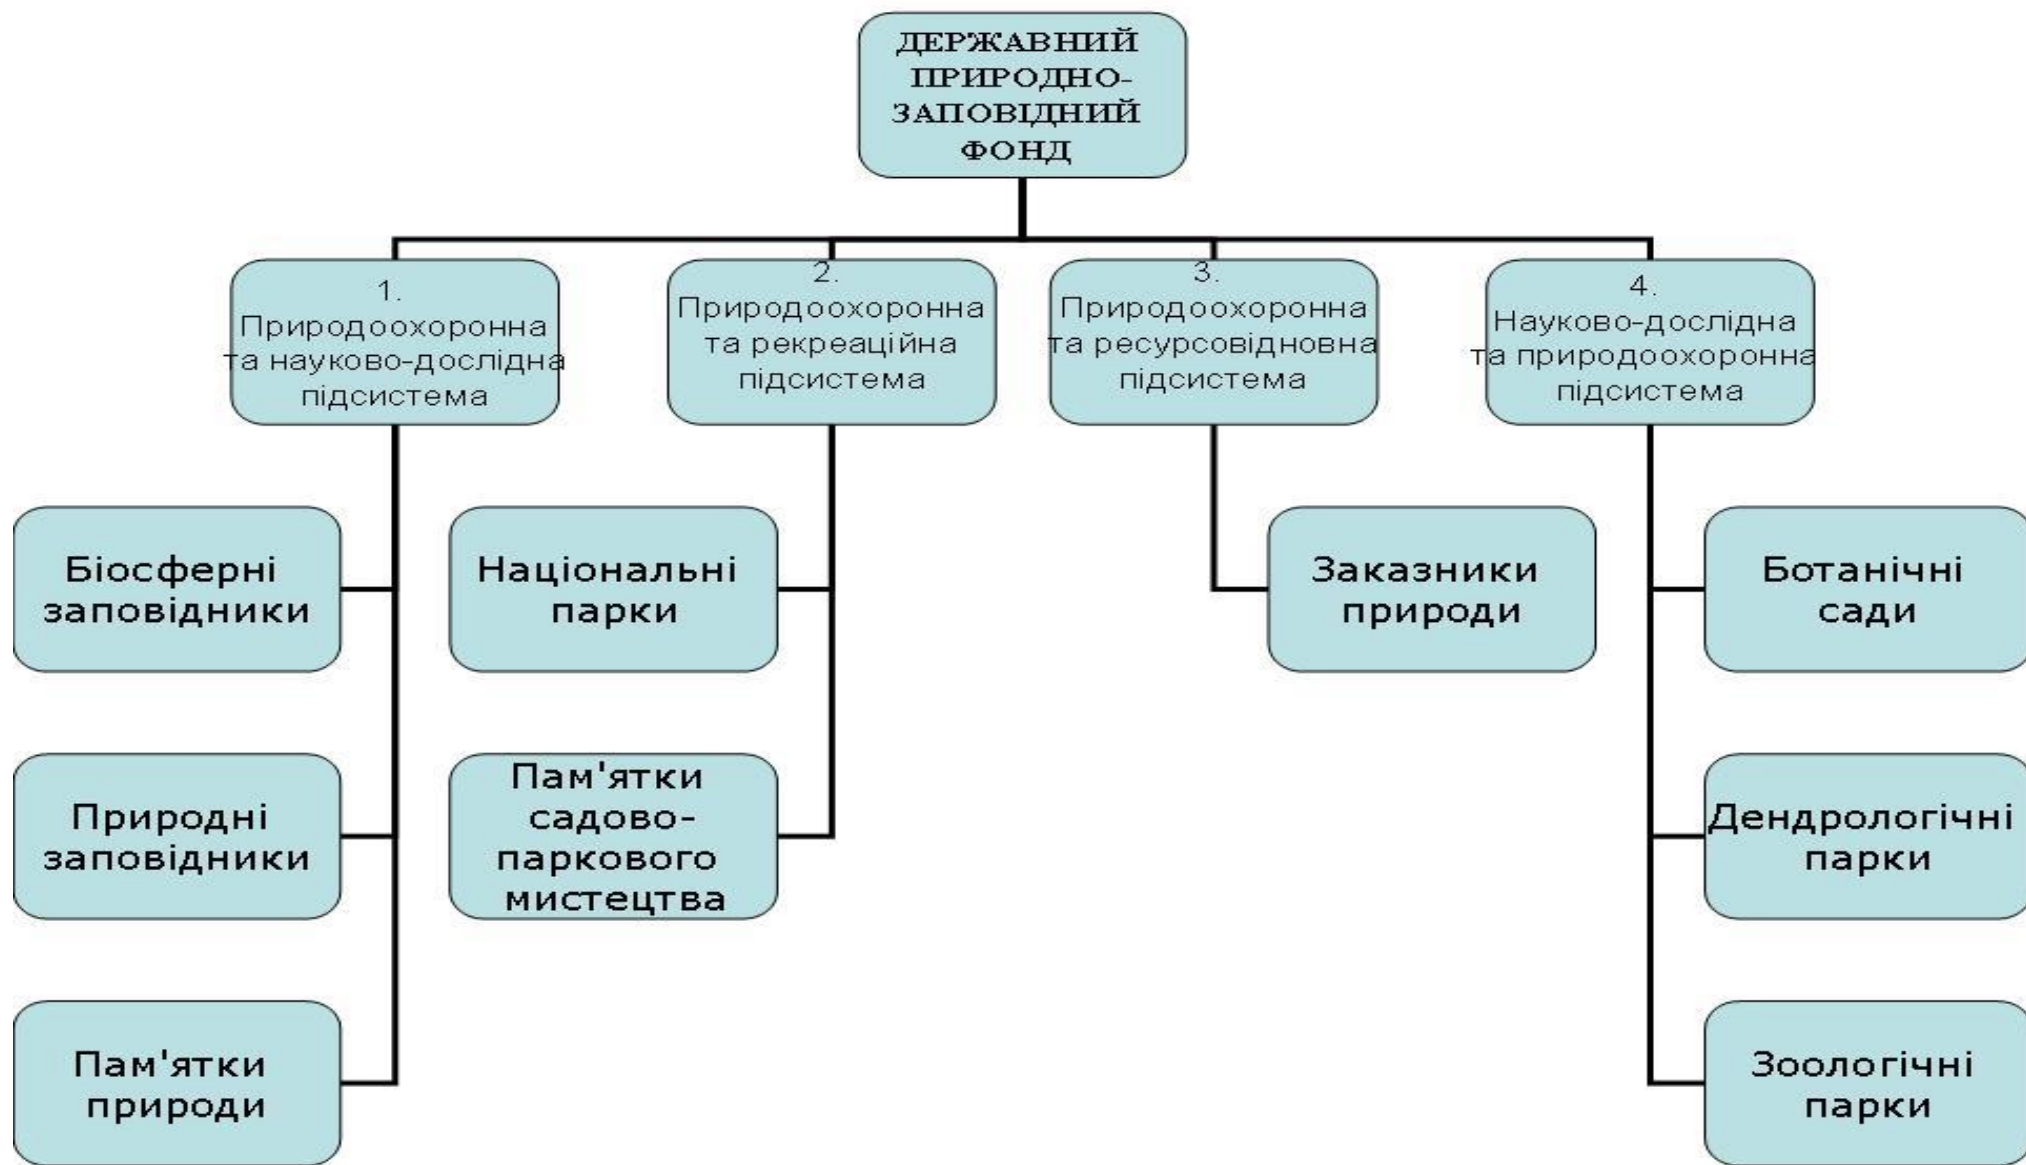 ДЕРЖАВНИЙ
ПРИРОДНО-
ЗАПОВІДНИЙ
ФОНД
1.
Природоохоронна
та науково-дослідна
підсистема
2.
Природоохоронна
та рекреаційна
підсистема
3.
Природоохоронна
та ресурсовідновна
підсистема
4.
Науково-дослідна
та природоохоронна
підсистема
Біосферні
заповідники
Національні
парки
Заказники
природи
Ботанічні
сади
Природні
заповідники
Пам'ятки
садово-
паркового
мистецтва
Дендрологічні
парки
Пам'ятки
природи
Зоологічні
парки